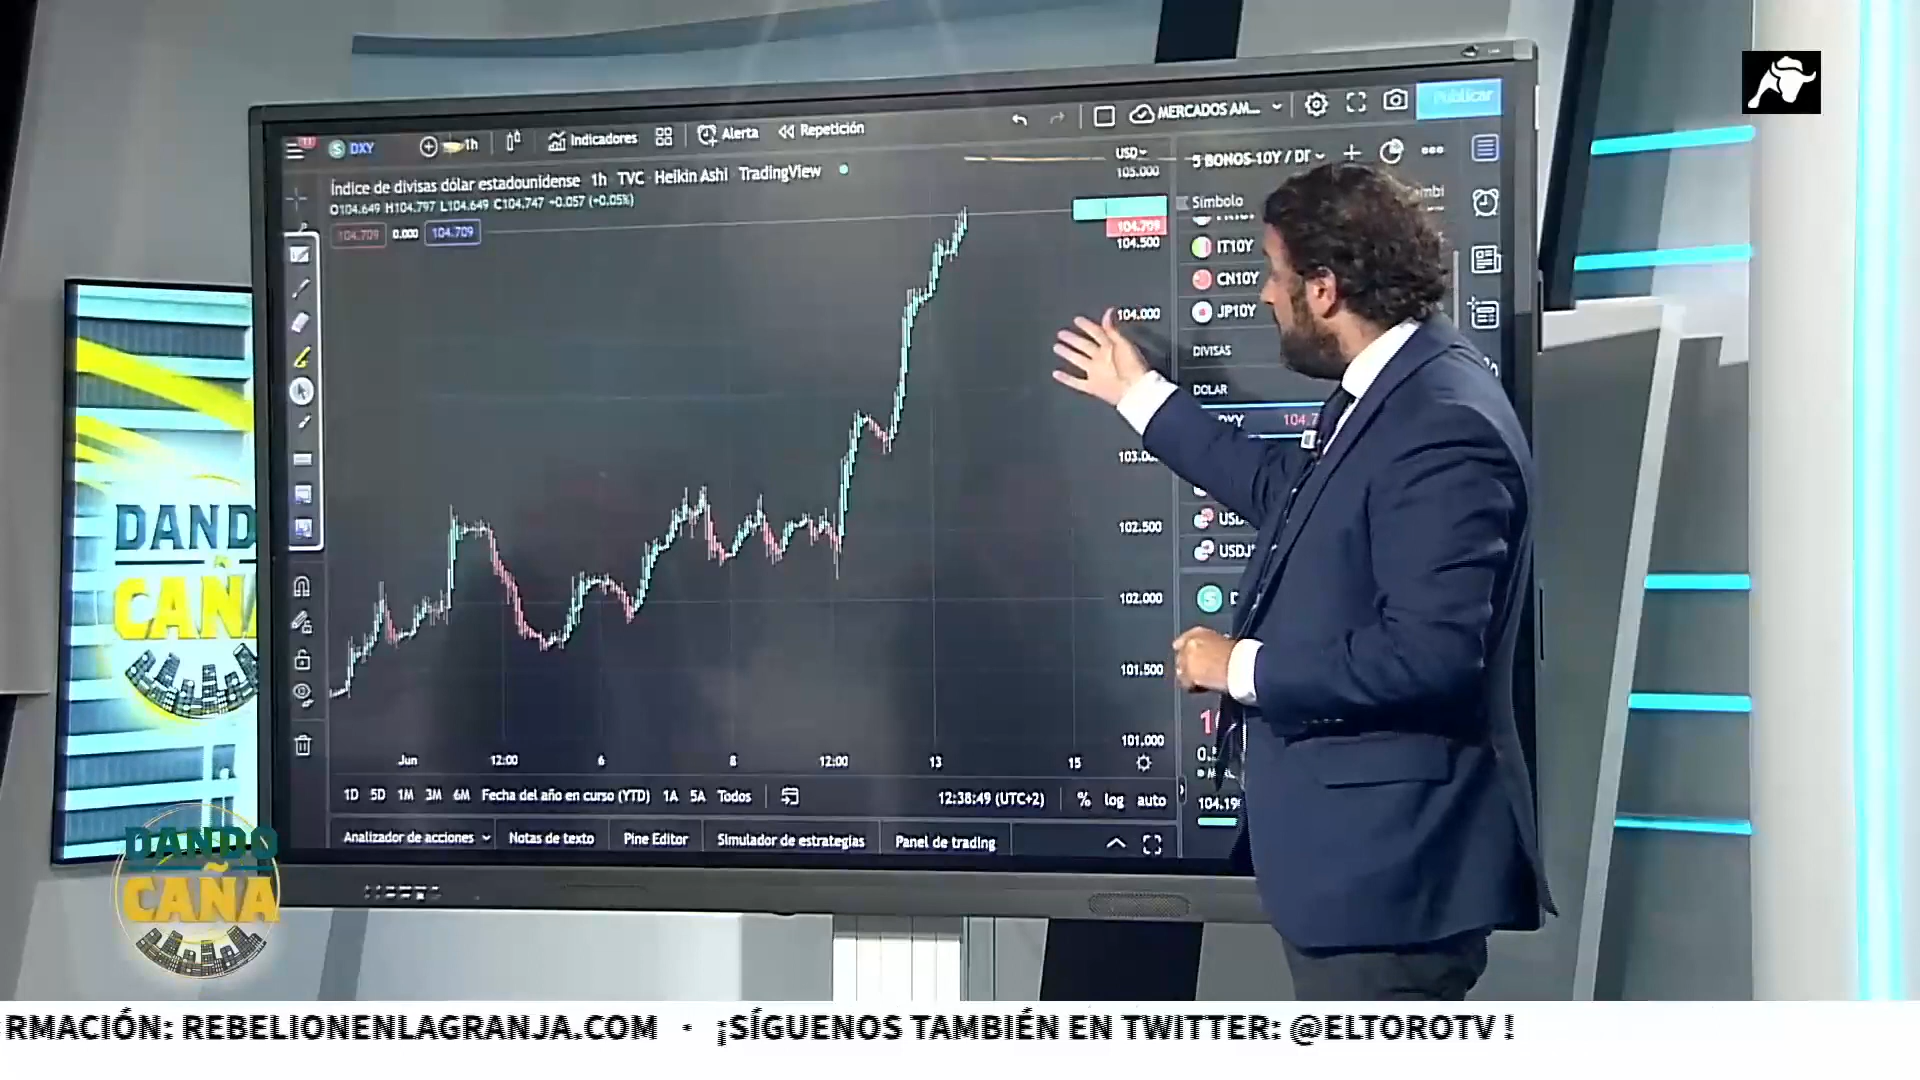 DXY
1h
Indicadores
Alerta
Repetición
MERCADOS AM...
Publicar
Índice de divisas dólar estadounidense 1h TVC Heikin Ashi TradingView
O104.649 H104.797 L104.649 C104.747 +0.057 (+0.05%)
104.709 0.000 104.709
USD
105.000
104.709
104.500
104.000
102.500
102.000
101.500
101.000
5 BONOS-10Y / DI
Símbolo
IT10Y
CN10Y
JP10Y
DIVISAS
DOLAR
DXY
Jun 12:00 6 8 12:00 13 15
1D 5D 1M 3M 6M Fecha del año en curso (YTD) 1A 5A Todos
12:38:49 (UTC+2) % log auto
Analizador de acciones Notas de texto Pine Editor Simulador de estrategias Panel de trading
DANDO
CAÑA
RMACIÓN: REBELIONENLAGRANJA.COM · ¡SÍGUENOS TAMBIÉN EN TWITTER: @ELTOROTV !